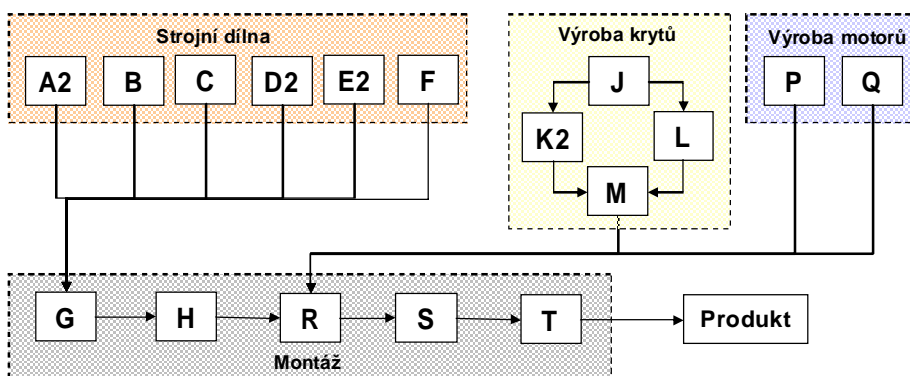 Strojní dílna
A2
B
C
D2
E2
F
Výroba krytů
J
K2
L
M
Výroba motorů
P
Q
G
H
R
S
T
Produkt
Montáž